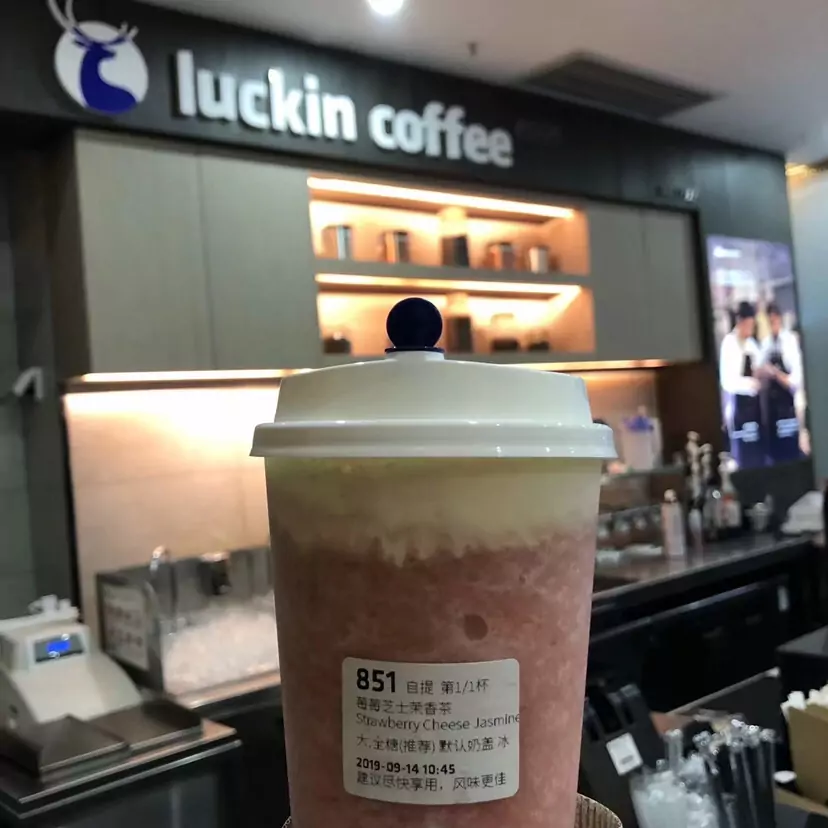 luckin coffee
851 自提 第1/1杯
莓莓芝士茉香茶
Strawberry Cheese Jasmine
大,全糖(推荐) 默认奶盖 冰
2019-09-14 10:45
建议尽快享用，风味更佳